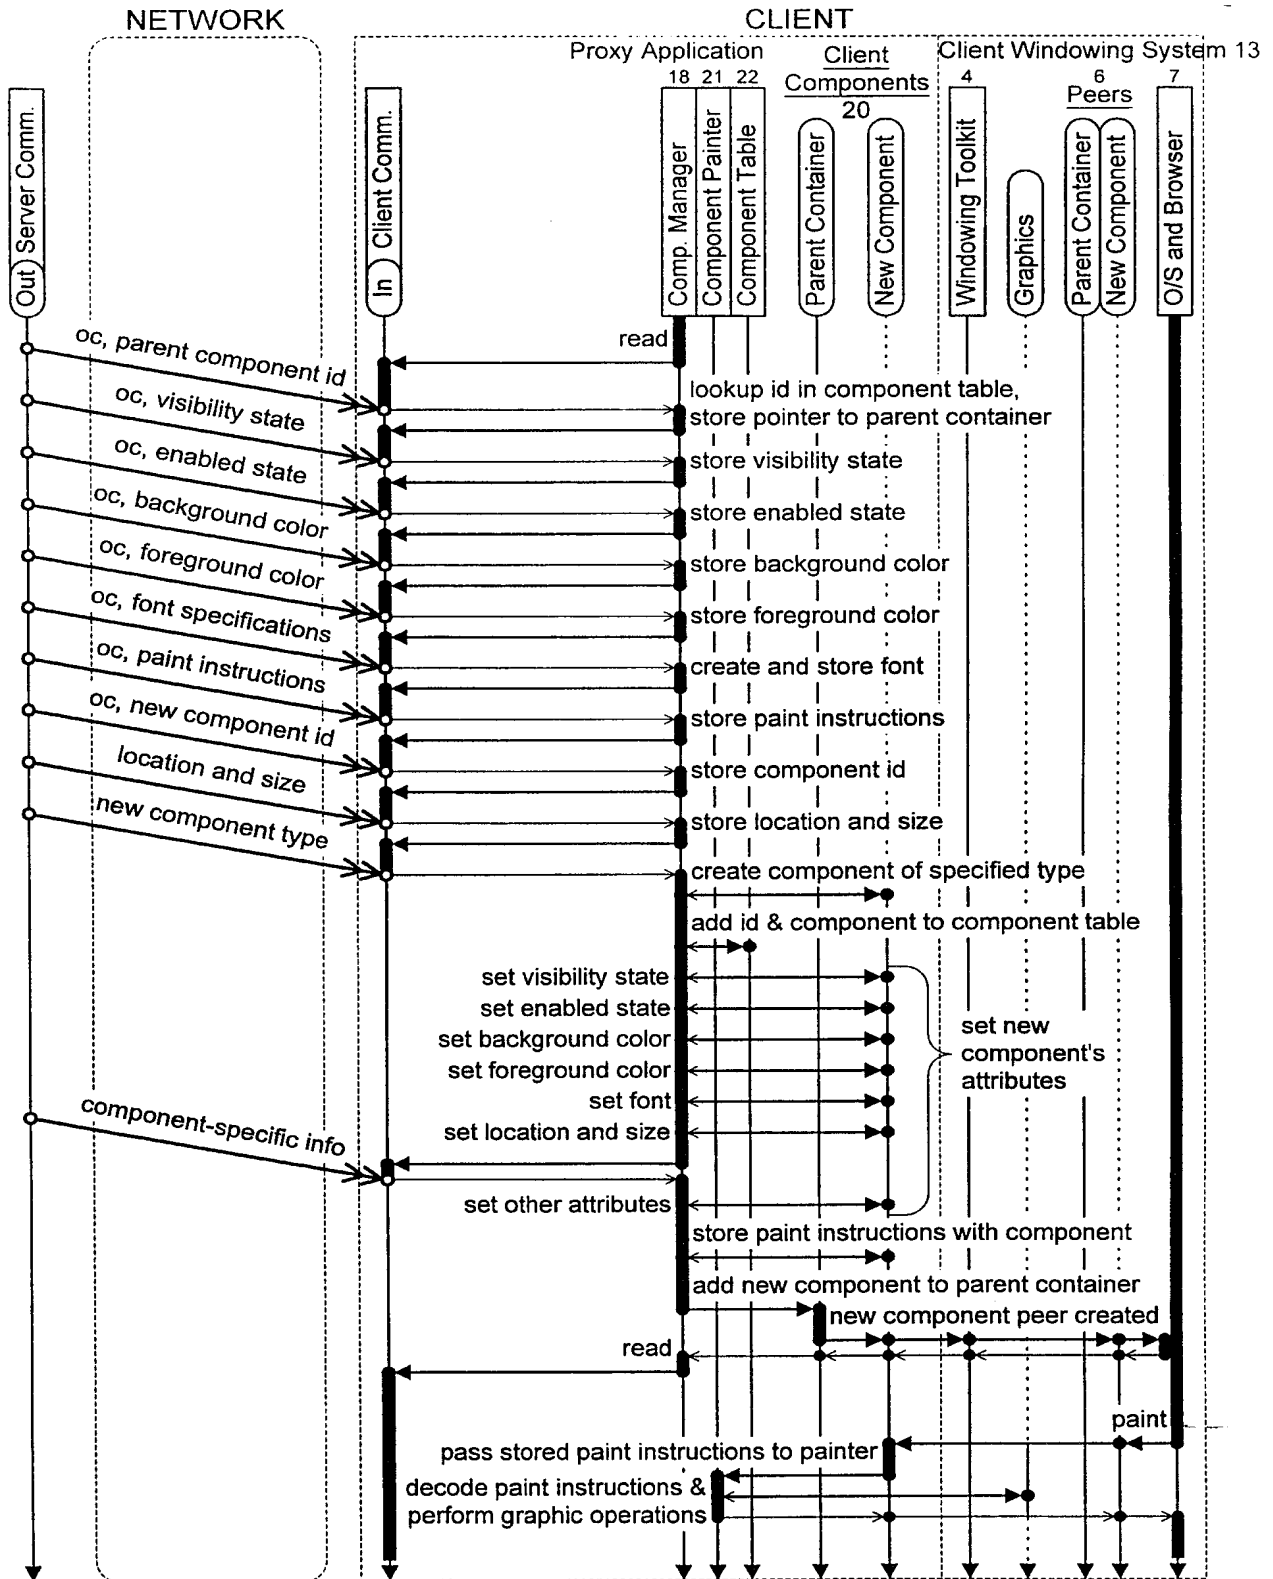 NETWORK
CLIENT
Proxy Application
Client
Components
20
Client Windowing System 13
18
21
22
4
6
Peers
7
Out
Server Comm.
In
Client Comm.
Comp. Manager
Component Painter
Component Table
Parent Container
New Component
Windowing Toolkit
Graphics
Parent Container
New Component
O/S and Browser
read
oc, parent component id
lookup id in component table,
store pointer to parent container
oc, visibility state
store visibility state
oc, enabled state
store enabled state
oc, background color
store background color
oc, foreground color
store foreground color
oc, font specifications
create and store font
oc, paint instructions
store paint instructions
oc, new component id
store component id
location and size
store location and size
new component type
create component of specified type
add id & component to component table
set visibility state
set enabled state
set background color
set foreground color
set font
set location and size
set new
component's
attributes
component-specific info
set other attributes
store paint instructions with component
add new component to parent container
new component peer created
read
paint
pass stored paint instructions to painter
decode paint instructions &
perform graphic operations